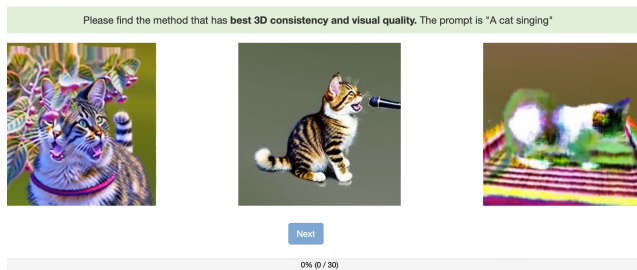 Please find the method that has best 3D consistency and visual quality. The prompt is "A cat singing"
Next
0% (0 / 30)